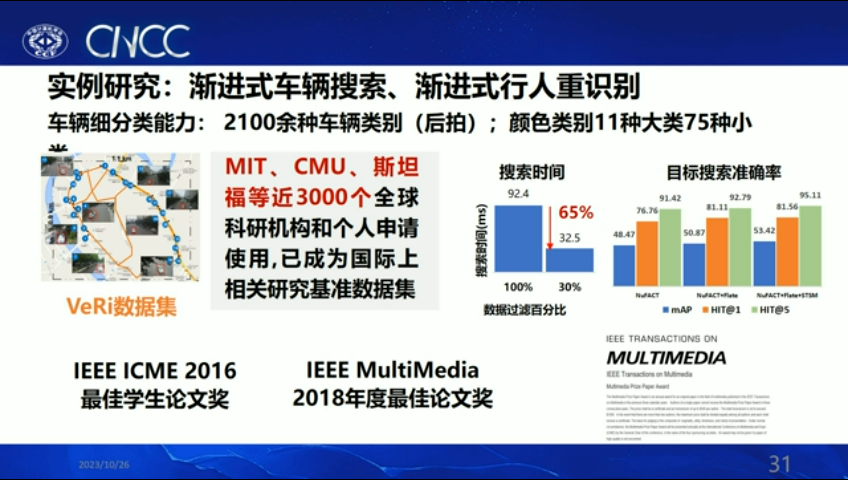 CNCC
实例研究：渐进式车辆搜索、渐进式行人重识别
车辆细分类能力： 2100余种车辆类别（后拍）；颜色类别11种大类75种小
类
1.1 km
MIT、CMU、斯坦
福等近3000个全球
科研机构和个人申请
使用,已成为国际上
相关研究基准数据集
VeRi数据集
搜索时间
92.4
65%
32.5
搜索时间(ms)
100% 30%
数据过滤百分比
目标搜索准确率
48.47 76.76 91.42 50.87 81.11 92.79 53.42 81.56 95.11
NuFACT NuFACT+Plate NuFACT+Plate+STSM
mAP HIT@1 HIT@5
IEEE ICME 2016
最佳学生论文奖
IEEE MultiMedia
2018年度最佳论文奖
IEEE TRANSACTIONS ON
MULTIMEDIA
IEEE Transactions on Multimedia
Multimedia Prize Paper Award
2023/10/26
31